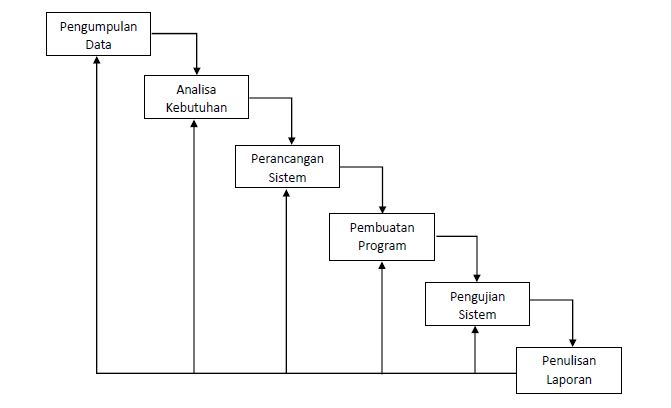 Pengumpulan
Data
Analisa
Kebutuhan
Perancangan
Sistem
Pembuatan
Program
Pengujian
Sistem
Penulisan
Laporan